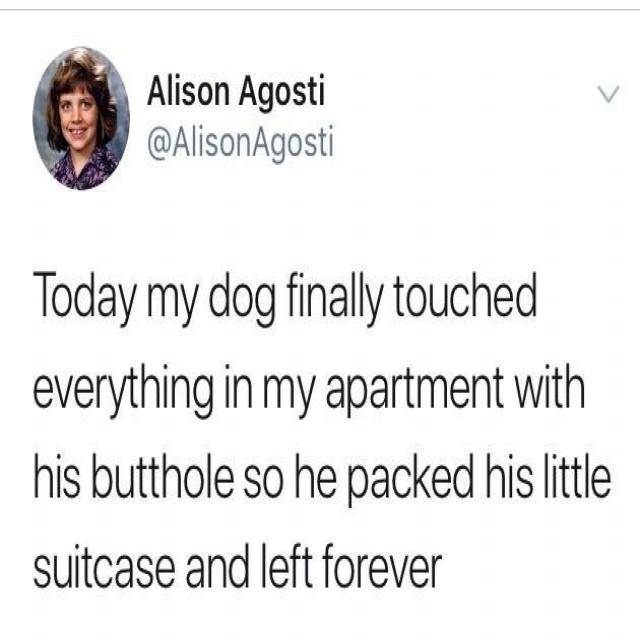 Alison Agosti
@AlisonAgosti
Today my dog finally touched
everything in my apartment with
his butthole so he packed his little
suitcase and left forever